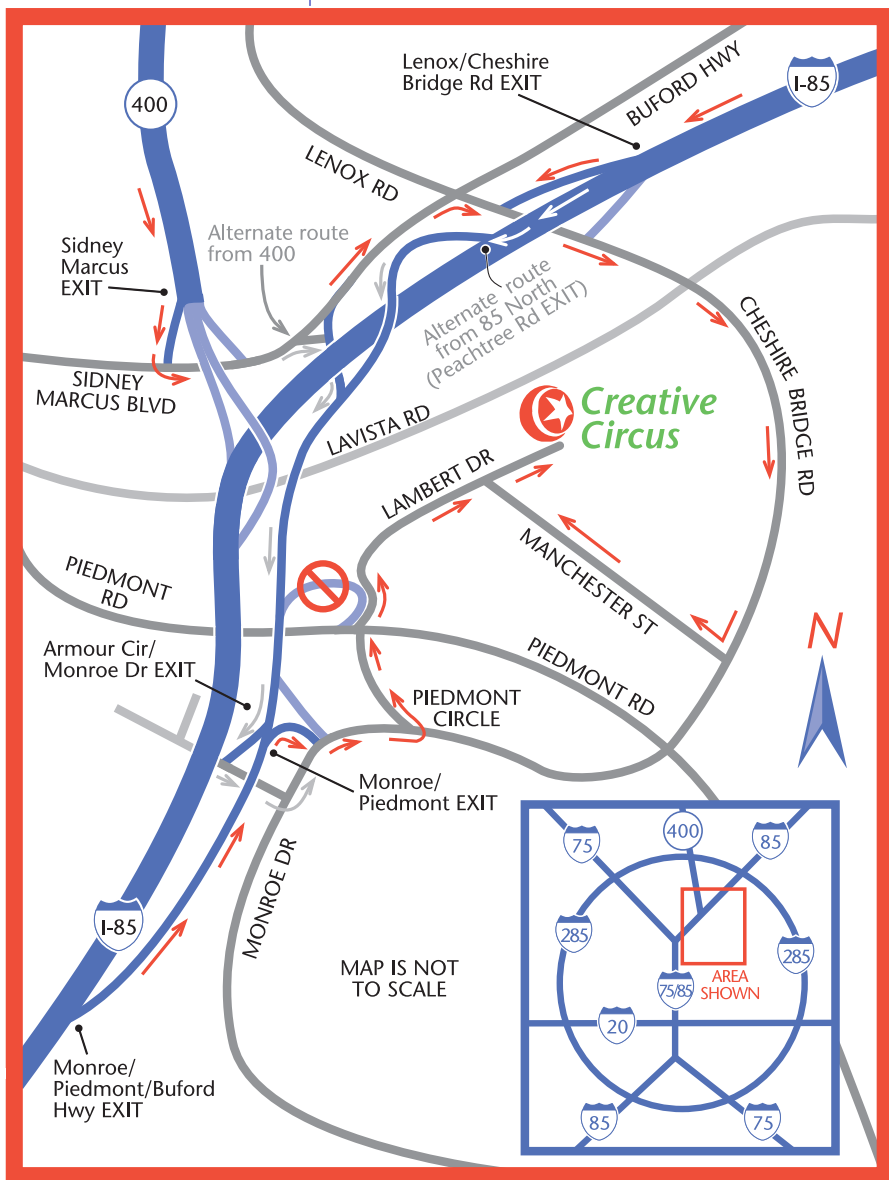 400
Lenox/Cheshire
Bridge Rd EXIT
BUFORD HWY
I-85
LENOX RD
Sidney
Marcus
EXIT
Alternate route
from 400
Alternate route
from 85 North
(Peachtree Rd EXIT)
CHESHIRE BRIDGE RD
SIDNEY
MARCUS BLVD
Creative
Circus
LAVISTA RD
LAMBERT DR
MANCHESTER ST
PIEDMONT
RD
Armour Cir/
Monroe Dr EXIT
PIEDMONT RD
PIEDMONT
CIRCLE
N
Monroe/
Piedmont EXIT
MONROE DR
I-85
MAP IS NOT
TO SCALE
Monroe/
Piedmont/Buford
Hwy EXIT
75
400
85
285
285
75/85
AREA
SHOWN
20
85
75